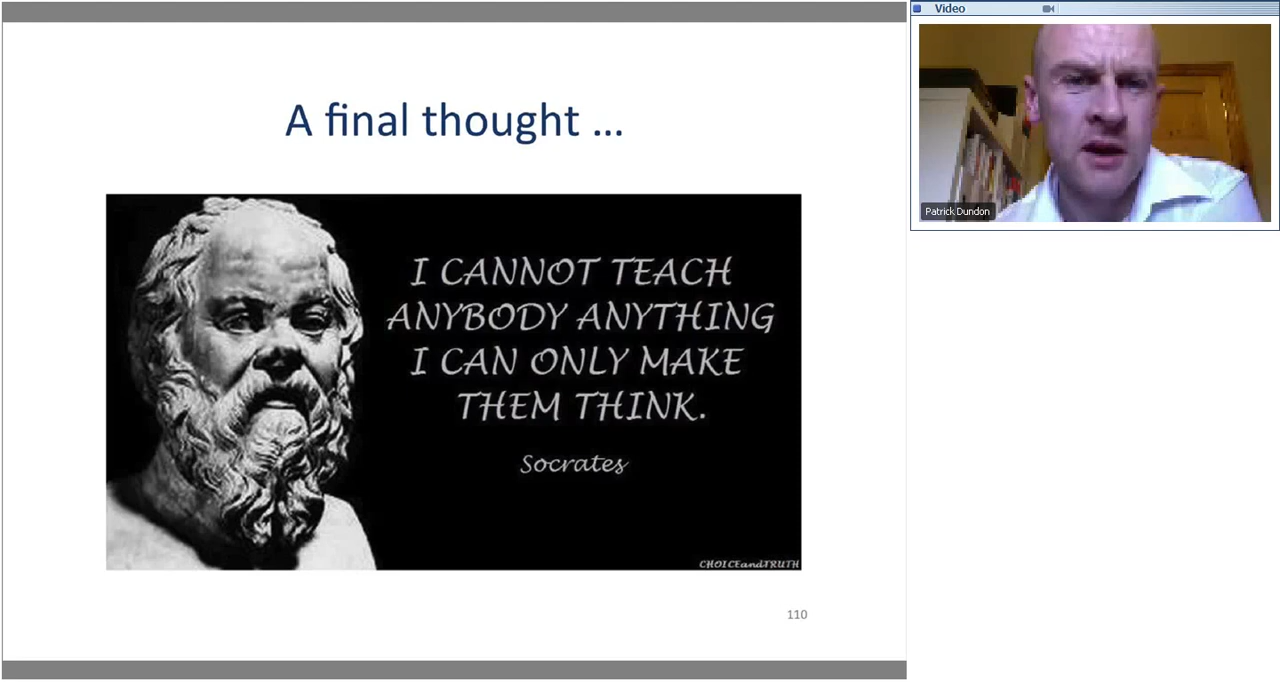 A final thought ...
I CANNOT TEACH
ANYBODY ANYTHING
I CAN ONLY MAKE
THEM THINK.
Socrates
CHOICEandTRUTH
110
Video
Patrick Dundon